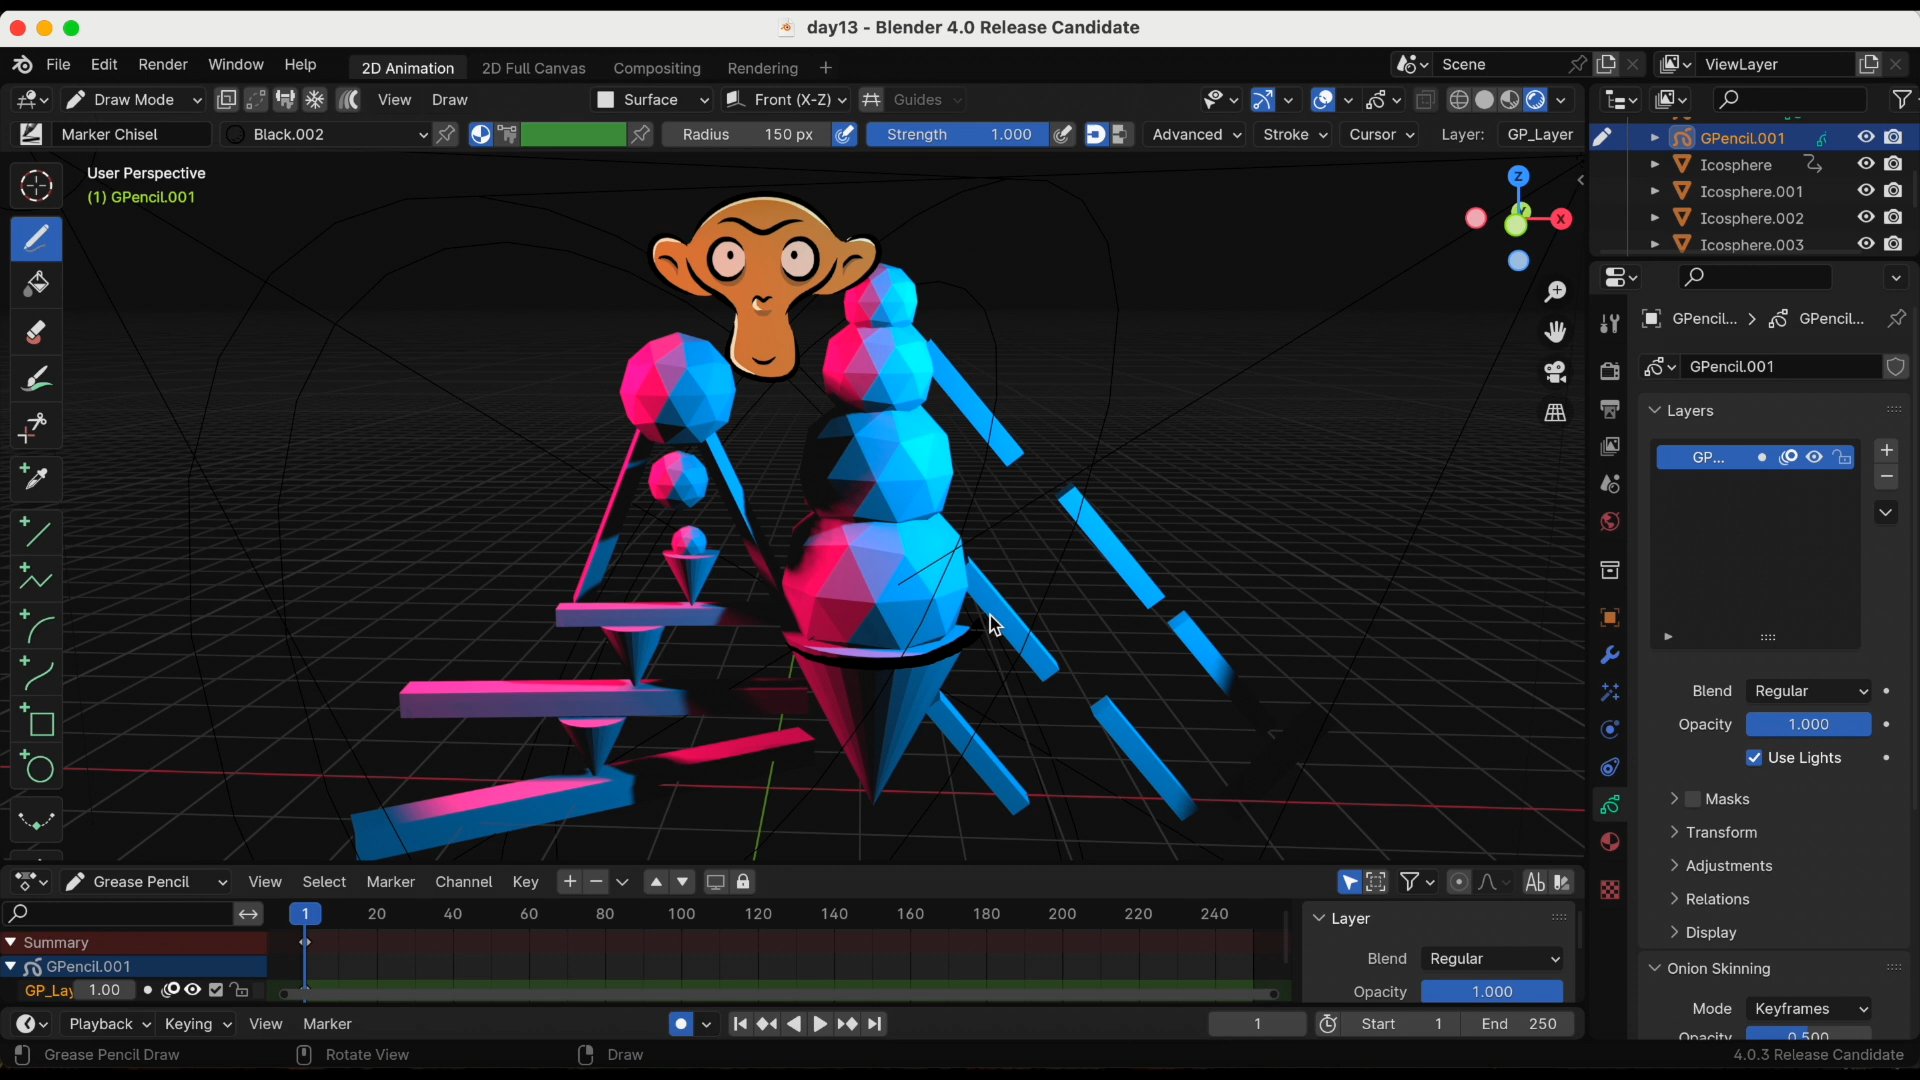 day13 - Blender 4.0 Release Candidate
File Edit Render Window Help 2D Animation 2D Full Canvas Compositing Rendering + Scene ViewLayer
Draw Mode View Draw Surface Front (X-Z) Guides
Marker Chisel Black.002 Radius 150 px Strength 1.000 Advanced Stroke Cursor Layer: GP_Layer
GPencil.001
Icosphere
Icosphere.001
Icosphere.002
Icosphere.003
User Perspective
(1) GPencil.001
Z
X
GPencil... > GPencil...
GPencil.001
Layers
GP...
Blend Regular
Opacity 1.000
Use Lights
Masks
Transform
Adjustments
Relations
Display
Onion Skinning
Mode Keyframes
Opacity 0.500
Grease Pencil View Select Marker Channel Key
1 20 40 60 80 100 120 140 160 180 200 220 240
Summary
GPencil.001
GP_Lay 1.00
Layer
Blend Regular
Opacity 1.000
Playback Keying View Marker 1 Start 1 End 250
Grease Pencil Draw Rotate View Draw 4.0.3 Release Candidate